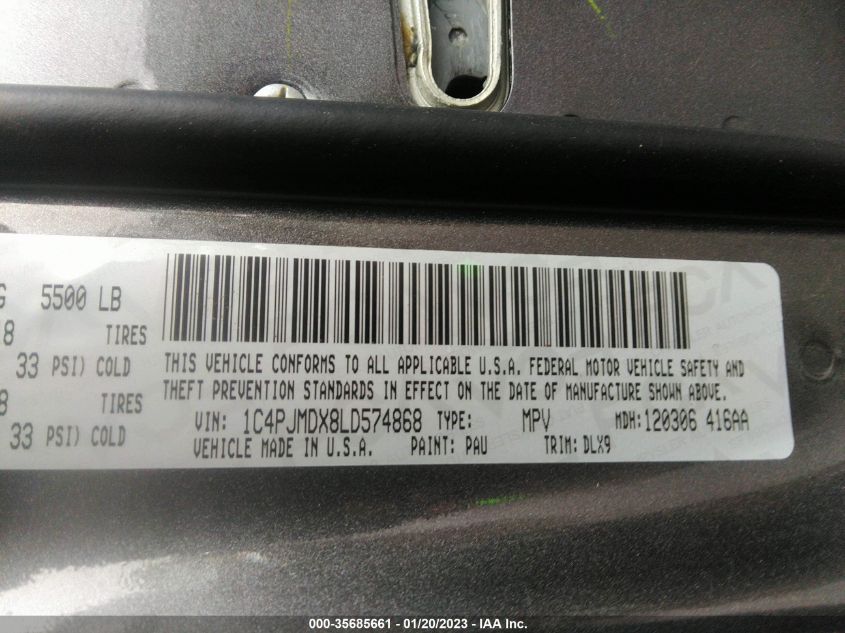 G 5500 LB
8 TIRES
33 PSI) COLD
8 TIRES
33 PSI) COLD
THIS VEHICLE CONFORMS TO ALL APPLICABLE U.S.A. FEDERAL MOTOR VEHICLE SAFETY AND
THEFT PREVENTION STANDARDS IN EFFECT ON THE DATE OF MANUFACTURE SHOWN ABOVE.
VIN: 1C4PJMDX8LD574868 TYPE: MPV MDH:120306 416AA
VEHICLE MADE IN U.S.A. PAINT: PAU TRIM: DLX9
000-35685661 - 01/20/2023 - IAA Inc.